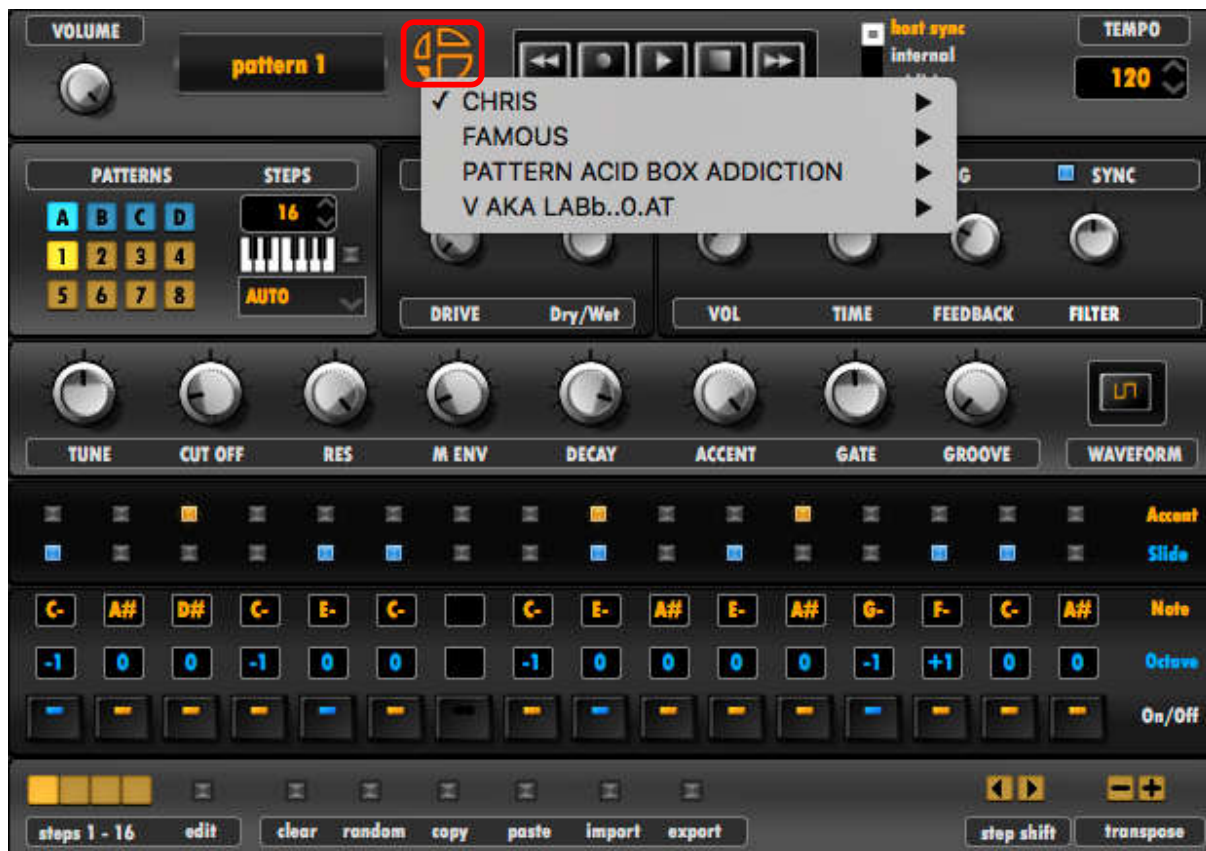 VOLUME
pattern 1
host sync
internal
TEMPO
120
✓ CHRIS
FAMOUS
PATTERN ACID BOX ADDICTION
V AKA LABb..0.AT
PATTERNS
STEPS
G
SYNC
A B C D
16
1 2 3 4
5 6 7 8
AUTO
DRIVE Dry/Wet
VOL TIME FEEDBACK FILTER
TUNE CUT OFF RES M ENV DECAY ACCENT GATE GROOVE WAVEFORM
Accent
Slide
C- A# D# C- E- C- C- E- A# E- A# G- F- C- A# Note
-1 0 0 -1 0 0 -1 0 0 0 0 -1 +1 0 0 Octave
On/Off
steps 1 - 16 edit clear random copy paste import export step shift transpose